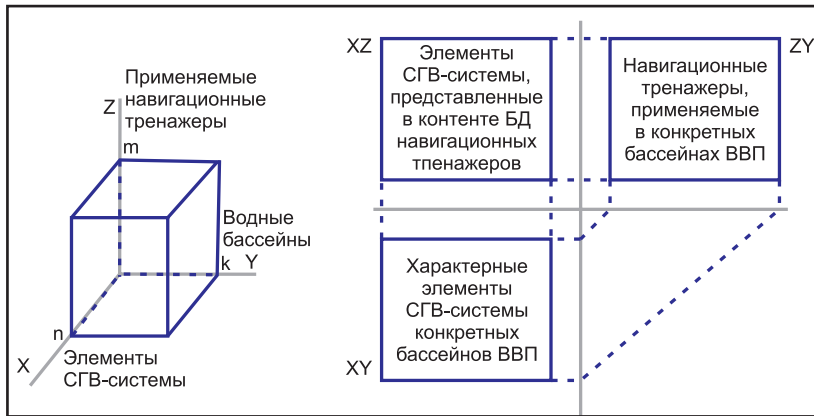 Применяемые
навигационные
тренажеры
Z
m
Водные
бассейны
k
Y
n
X
Элементы
СГВ-системы
XZ
Элементы
СГВ-системы,
представленные
в контенте БД
навигационных
тпенажеров
ZY
Навигационные
тренажеры,
применяемые
в конкретных
бассейнах ВВП
Характерные
элементы
СГВ-системы
конкретных
бассейнов ВВП
XY